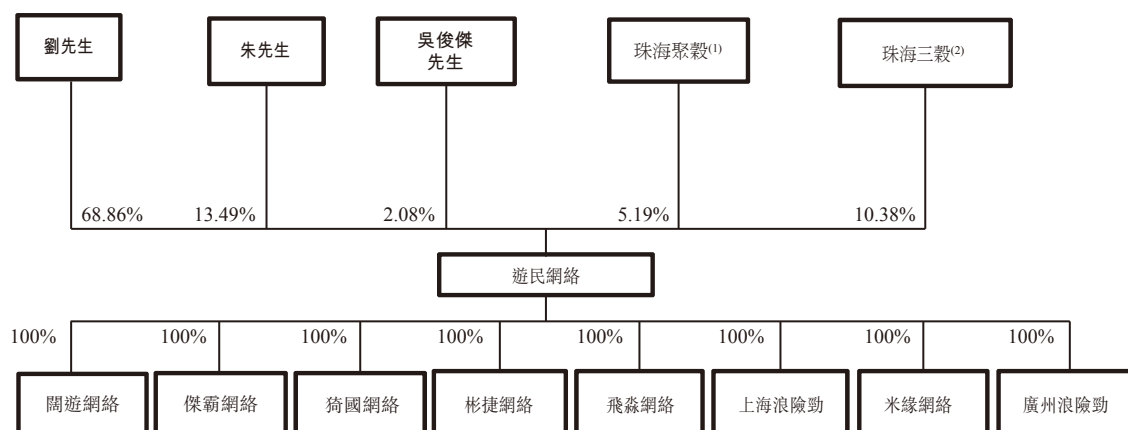 劉先生
朱先生
吳俊傑
先生
珠海聚穀(1)
珠海三穀(2)
68.86%
13.49%
2.08%
5.19%
10.38%
遊民網絡
100%
100%
100%
100%
100%
100%
100%
100%
闊遊網絡
傑霸網絡
猗國網絡
彬捷網絡
飛淼網絡
上海浪險勁
米緣網絡
廣州浪險勁